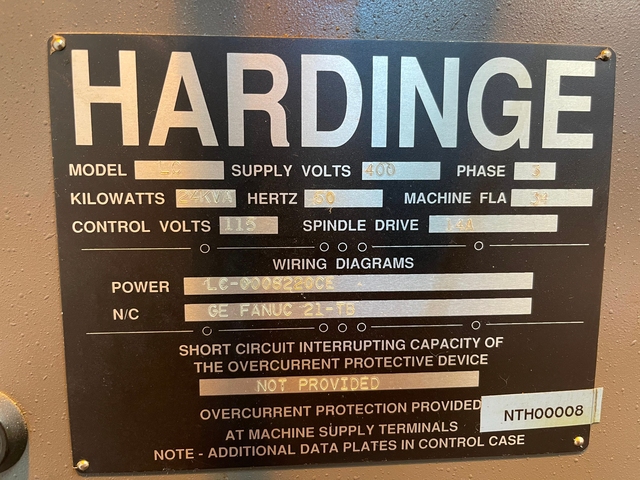 HARDINGE
MODEL SUPPLY VOLTS 400 PHASE 3
KILOWATTS HERTZ 50 MACHINE FLA
CONTROL VOLTS 115 SPINDLE DRIVE
WIRING DIAGRAMS
POWER LC-0008220CE
N/C GE FANUC 21-TB
SHORT CIRCUIT INTERRUPTING CAPACITY OF
THE OVERCURRENT PROTECTIVE DEVICE
NOT PROVIDED
OVERCURRENT PROTECTION PROVIDED
NTH00008
AT MACHINE SUPPLY TERMINALS
NOTE - ADDITIONAL DATA PLATES IN CONTROL CASE